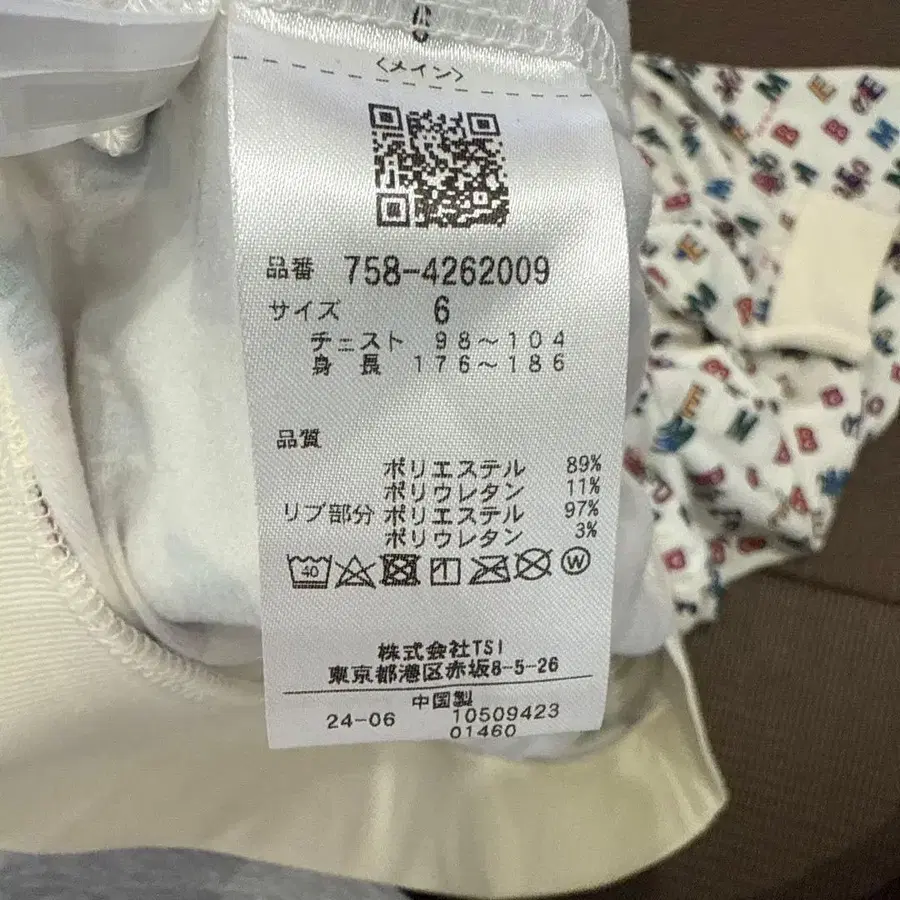 6
〈メイン〉
品番 758-4262009
サイズ 6
チェスト 98～104
身長 176～186
品質
ポリエステル 89%
ポリウレタン 11%
リブ部分 ポリエステル 97%
ポリウレタン 3%
40
W
株式会社TSI
東京都港区赤坂8-5-26
中国製
24-06 10509423
01460